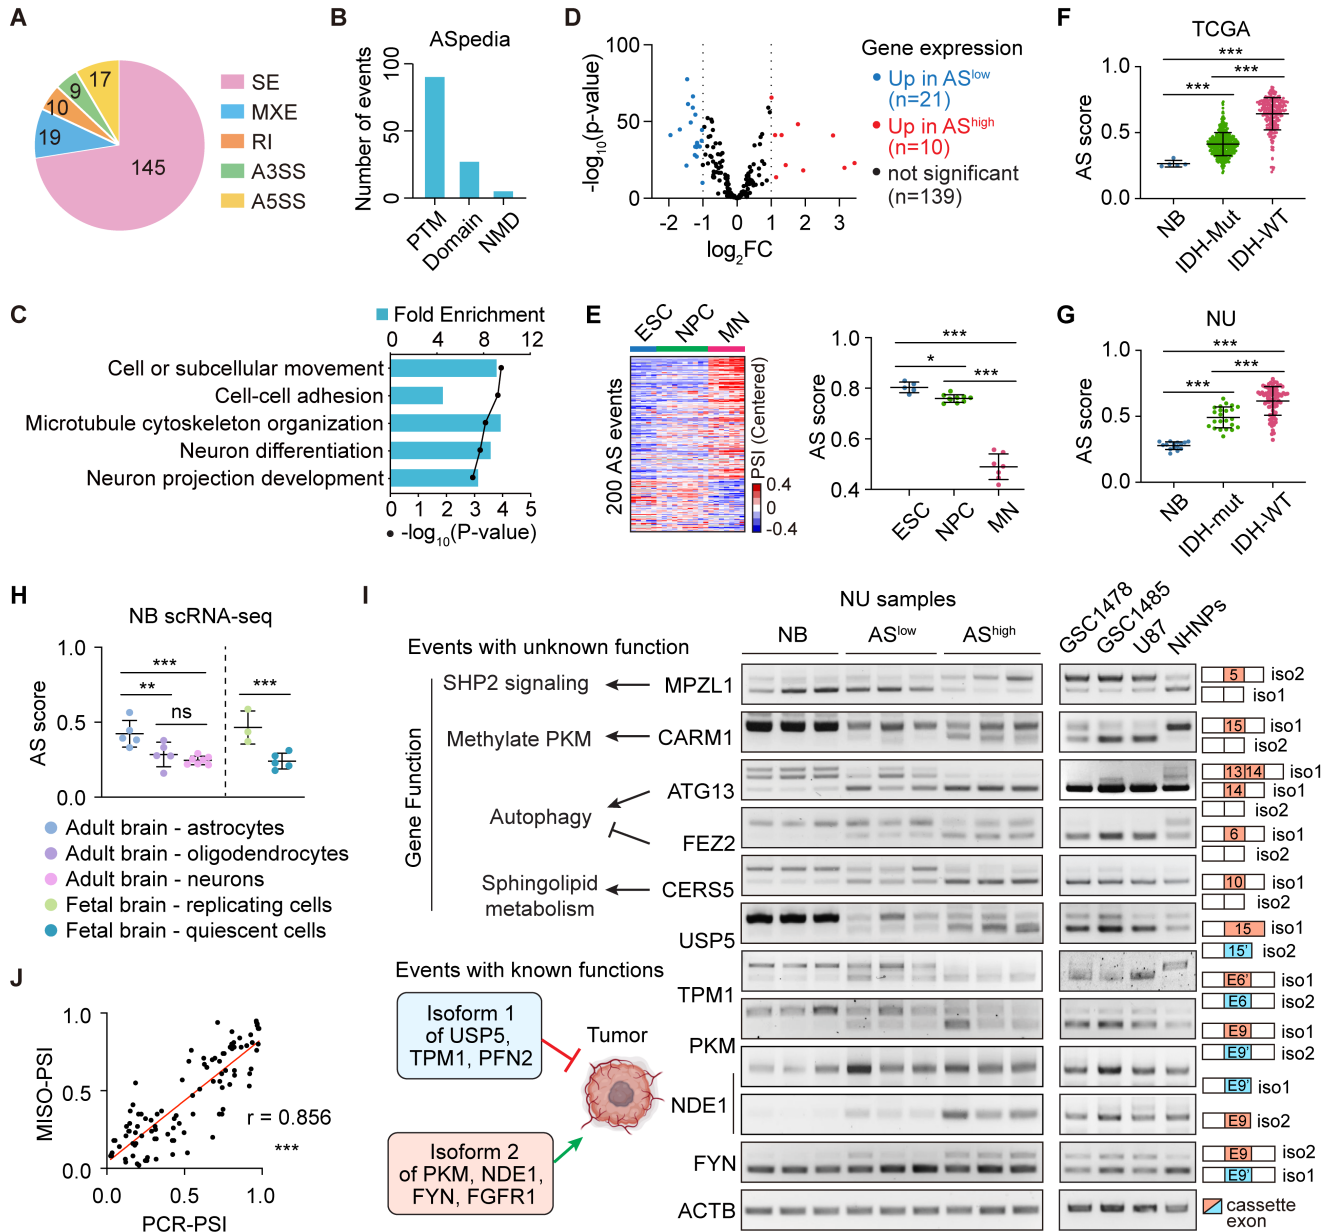 A
17
9
10
19
145
SE
MXE
RI
A3SS
A5SS
B
ASpedia
Number of events
100
50
0
PTM
Domain
NMD
D
-log10(p-value)
100
50
0
-2
-1
0
1
2
3
log2FC
Gene expression
Up in ASlow
(n=21)
Up in AShigh
(n=10)
not significant
(n=139)
F
TCGA
AS score
1.0
0.5
0.0
***
***
***
NB
IDH-Mut
IDH-WT
C
Fold Enrichment
0 4 8 12
Cell or subcellular movement
Cell-cell adhesion
Microtubule cytoskeleton organization
Neuron differentiation
Neuron projection development
0 1 2 3 4 5
-log10(P-value)
E
ESC
NPC
MN
200 AS events
PSI (Centered)
0.4
0
-0.4
AS score
1.0
0.8
0.6
0.4
***
*
***
ESC
NPC
MN
G
NU
AS score
1.0
0.5
0.0
***
***
***
NB
IDH-mut
IDH-WT
H
NB scRNA-seq
AS score
1.0
0.5
0.0
***
**
ns
***
Adult brain - astrocytes
Adult brain - oligodendrocytes
Adult brain - neurons
Fetal brain - replicating cells
Fetal brain - quiescent cells
J
MISO-PSI
1.0
0.5
0.0
r = 0.856
***
0.0 0.5 1.0
PCR-PSI
I
NU samples
NB
ASlow
AShigh
GSC1478
GSC1485
U87
NHNPs
Events with unknown function
Gene Function
SHP2 signaling
MPZL1
5 iso2
iso1
Methylate PKM
CARM1
15 iso1
iso2
Autophagy
ATG13
13 14 iso1
14 iso1
iso2
FEZ2
6 iso1
iso2
Sphingolipid
metabolism
CERS5
10 iso1
iso2
USP5
15 iso1
15' iso2
Events with known functions
TPM1
E6' iso1
E6 iso2
PKM
E9 iso1
E9' iso2
NDE1
E9' iso1
E9 iso2
FYN
E9 iso2
E9' iso1
ACTB
cassette
exon
Isoform 1
of USP5,
TPM1, PFN2
Tumor
Isoform 2
of PKM, NDE1,
FYN, FGFR1